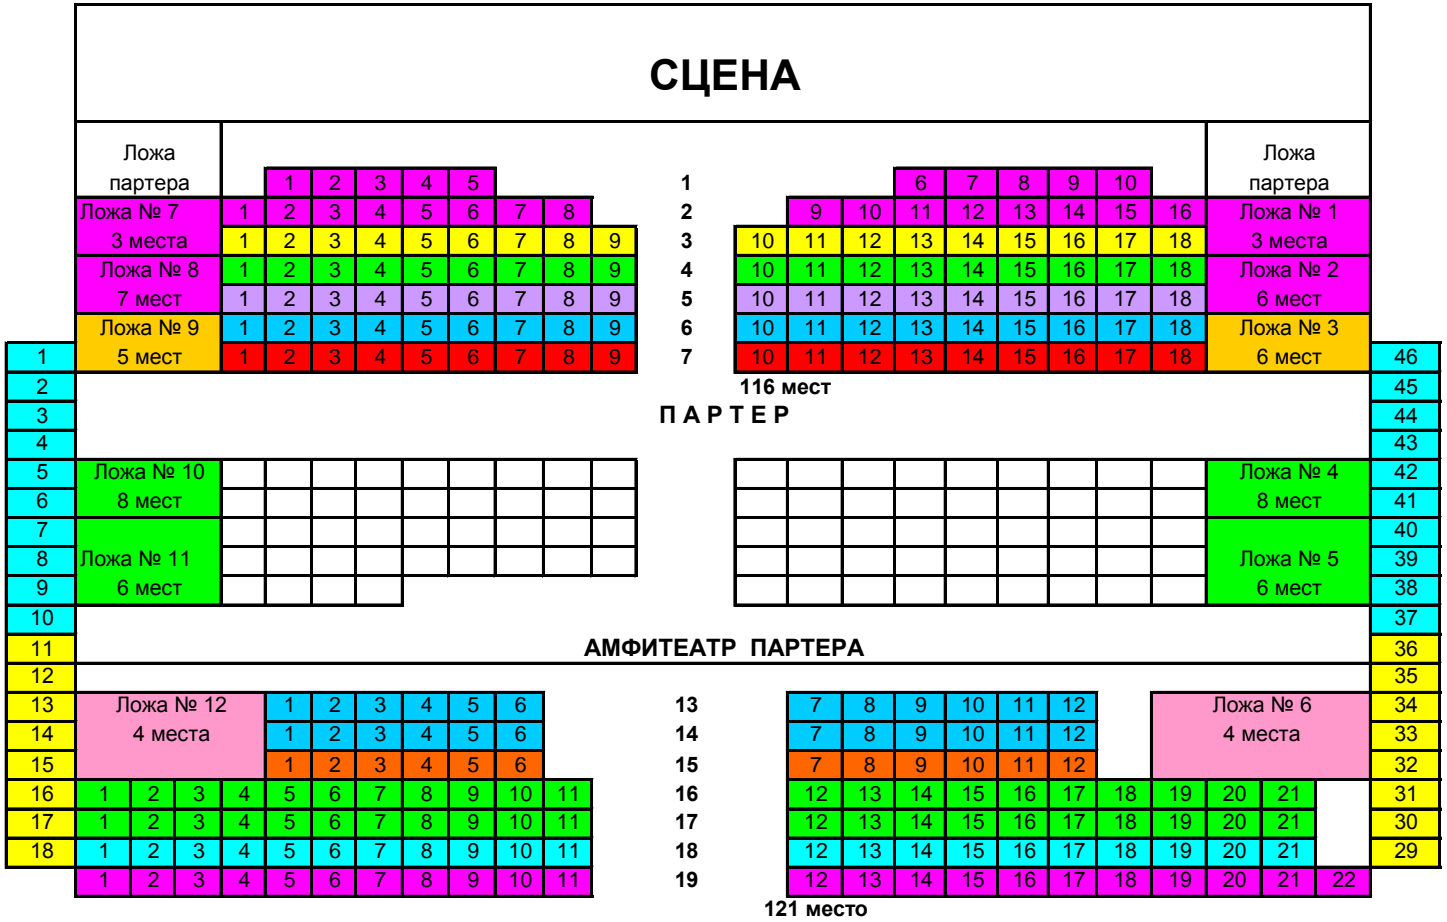 СЦЕНА
Ложа Ложа
партера 1 2 3 4 5 1 6 7 8 9 10 партера
Ложа № 7 1 2 3 4 5 6 7 8 2 9 10 11 12 13 14 15 16 Ложа № 1
3 места 1 2 3 4 5 6 7 8 9 3 10 11 12 13 14 15 16 17 18 3 места
Ложа № 8 1 2 3 4 5 6 7 8 9 4 10 11 12 13 14 15 16 17 18 Ложа № 2
7 мест 1 2 3 4 5 6 7 8 9 5 10 11 12 13 14 15 16 17 18 6 мест
Ложа № 9 1 2 3 4 5 6 7 8 9 6 10 11 12 13 14 15 16 17 18 Ложа № 3
1 5 мест 1 2 3 4 5 6 7 8 9 7 10 11 12 13 14 15 16 17 18 6 мест 46
2 116 мест 45
3 П А Р Т Е Р 44
4 43
5 Ложа № 10 Ложа № 4 42
6 8 мест 8 мест 41
7 40
8 Ложа № 11 Ложа № 5 39
9 6 мест 6 мест 38
10 37
11 АМФИТЕАТР ПАРТЕРА 36
12 35
13 Ложа № 12 1 2 3 4 5 6 13 7 8 9 10 11 12 Ложа № 6 34
14 4 места 1 2 3 4 5 6 14 7 8 9 10 11 12 4 места 33
15 1 2 3 4 5 6 15 7 8 9 10 11 12 32
16 1 2 3 4 5 6 7 8 9 10 11 16 12 13 14 15 16 17 18 19 20 21 31
17 1 2 3 4 5 6 7 8 9 10 11 17 12 13 14 15 16 17 18 19 20 21 30
18 1 2 3 4 5 6 7 8 9 10 11 18 12 13 14 15 16 17 18 19 20 21 29
1 2 3 4 5 6 7 8 9 10 11 19 12 13 14 15 16 17 18 19 20 21 22
121 место